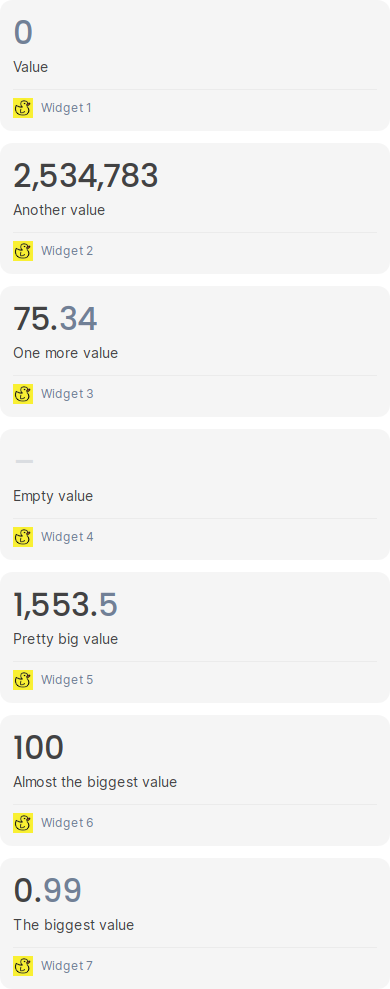 0
Value
Widget 1
2,534,783
Another value
Widget 2
75.34
One more value
Widget 3
–
Empty value
Widget 4
1,553.5
Pretty big value
Widget 5
100
Almost the biggest value
Widget 6
0.99
The biggest value
Widget 7